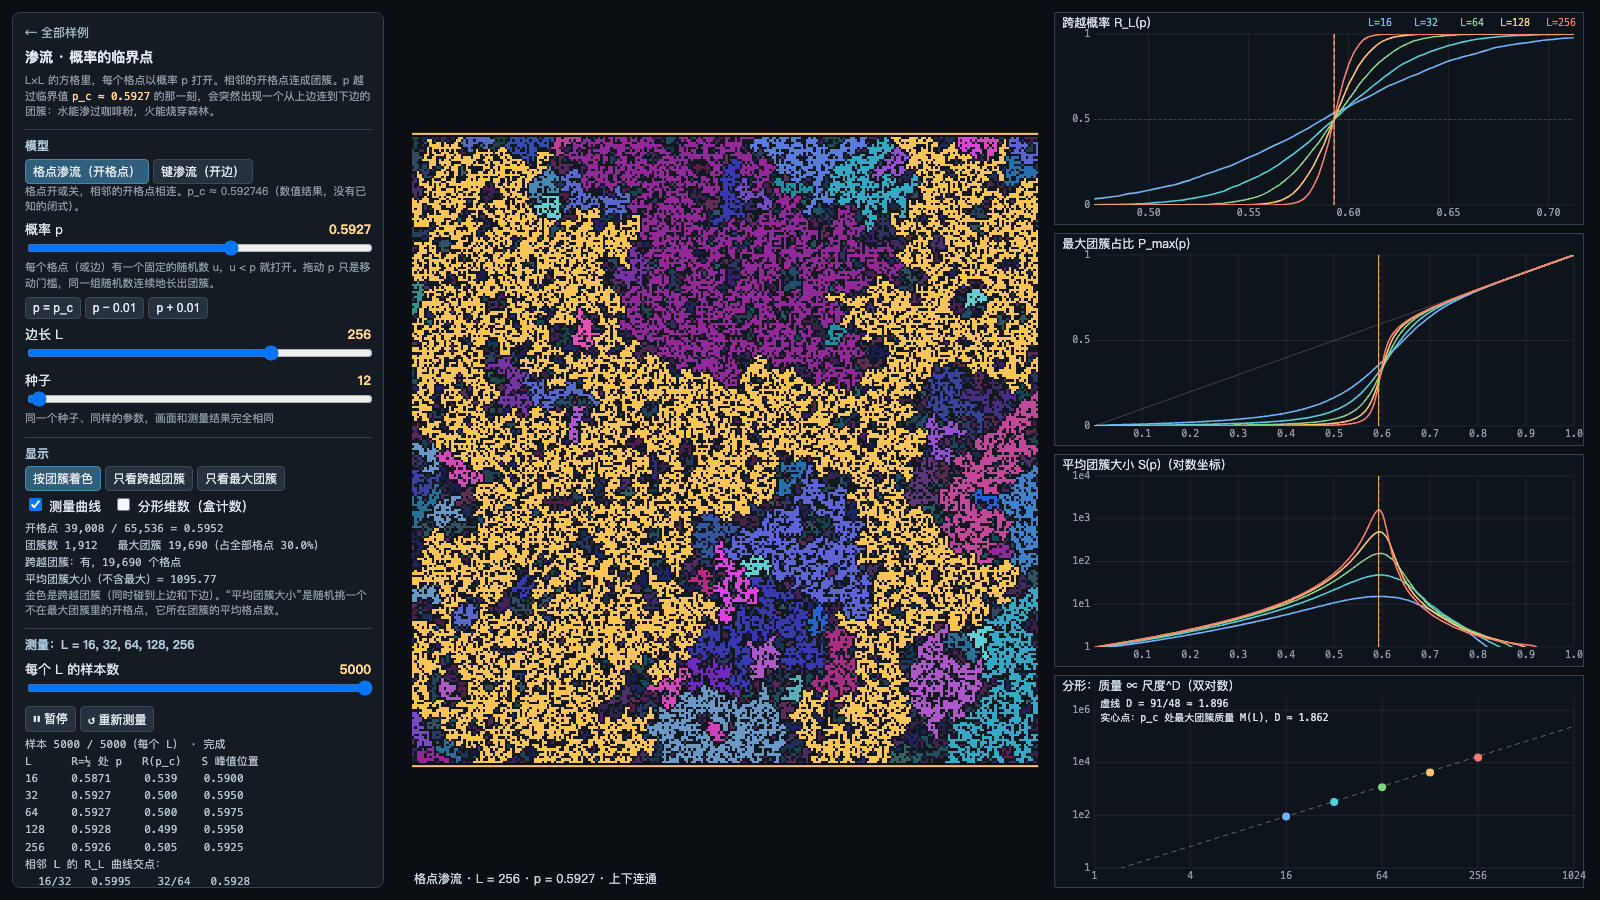 ← 全部样例
渗流 · 概率的临界点
L×L 的方格里，每个格点以概率 p 打开。相邻的开格点连成团簇。p 越
过临界值 p_c ≈ 0.5927 的那一刻，会突然出现一个从上边连到下边的
团簇：水能渗过咖啡粉，火能烧穿森林。
模型
格点渗流（开格点） 键渗流（开边）
格点开或关，相邻的开格点相连。p_c ≈ 0.592746（数值结果，没有已
知的闭式）。
概率 p 0.5927
每个格点（或边）有一个固定的随机数 u，u < p 就打开。拖动 p 只是移
动门槛，同一组随机数连续地长出团簇。
p = p_c p − 0.01 p + 0.01
边长 L 256
种子 12
同一个种子、同样的参数，画面和测量结果完全相同
显示
按团簇着色 只看跨越团簇 只看最大团簇
测量曲线 分形维数（盒计数）
开格点 39,008 / 65,536 = 0.5952
团簇数 1,912 最大团簇 19,690（占全部格点 30.0%）
跨越团簇：有，19,690 个格点
平均团簇大小（不含最大）= 1095.77
金色是跨越团簇（同时碰到上边和下边）。“平均团簇大小”是随机挑一个
不在最大团簇里的开格点，它所在团簇的平均格点数。
测量：L = 16, 32, 64, 128, 256
每个 L 的样本数 5000
⏸ 暂停 ↺ 重新测量
样本 5000 / 5000（每个 L） · 完成
L R=½ 处 p R(p_c) S 峰值位置
16 0.5871 0.539 0.5900
32 0.5927 0.500 0.5950
64 0.5927 0.500 0.5975
128 0.5928 0.499 0.5950
256 0.5926 0.505 0.5925
相邻 L 的 R_L 曲线交点：
16/32 0.5995 32/64 0.5928
格点渗流 · L = 256 · p = 0.5927 · 上下连通
跨越概率 R_L(p) L=16 L=32 L=64 L=128 L=256
1
0.5
0
0.50 0.55 0.60 0.65 0.70
最大团簇占比 P_max(p)
1
0.5
0
0.1 0.2 0.3 0.4 0.5 0.6 0.7 0.8 0.9 1.0
平均团簇大小 S(p)（对数坐标）
1e4
1e3
1e2
1e1
1
0.1 0.2 0.3 0.4 0.5 0.6 0.7 0.8 0.9 1.0
分形：质量 ∝ 尺度^D（双对数）
虚线 D = 91/48 ≈ 1.896
实心点：p_c 处最大团簇质量 M(L)，D ≈ 1.862
1e6
1e4
1e2
1
1 4 16 64 256 1024